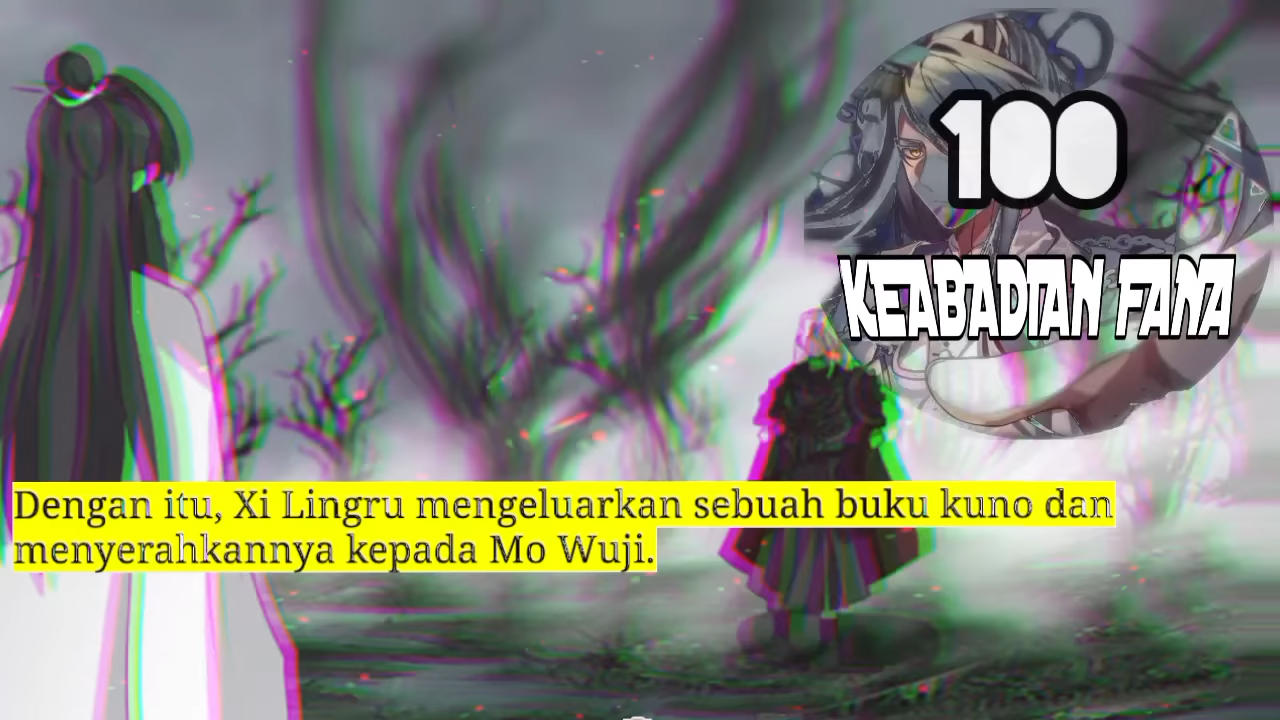 100
KEABADIAN FANA
Dengan itu, Xi Lingru mengeluarkan sebuah buku kuno dan
menyerahkannya kepada Mo Wuji.